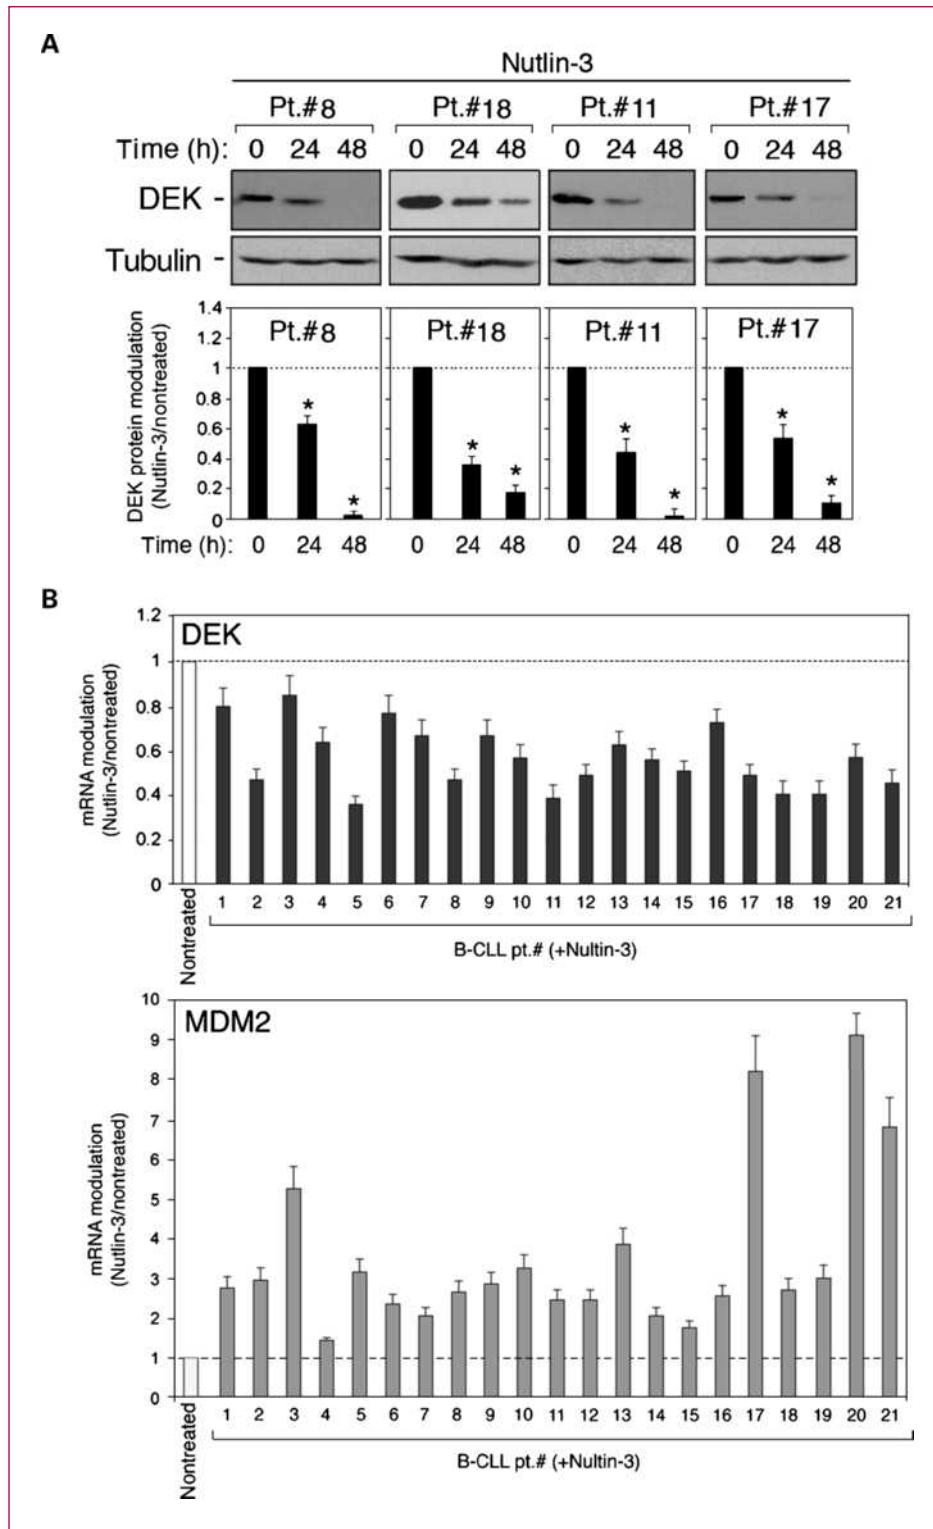 A
Nutlin-3
Pt.#8 Pt.#18 Pt.#11 Pt.#17
Time (h): 0 24 48 0 24 48 0 24 48 0 24 48
DEK -
Tubulin -
DEK protein modulation
(Nutlin-3/nontreated)
1.4
1.2
1
0.8
0.6
0.4
0.2
0
Pt.#8 Pt.#18 Pt.#11 Pt.#17
* * * * * * * *
Time (h): 0 24 48 0 24 48 0 24 48 0 24 48
B
mRNA modulation
(Nutlin-3/nontreated)
1.2
1
0.8
0.6
0.4
0.2
0
DEK
Nontreated
1 2 3 4 5 6 7 8 9 10 11 12 13 14 15 16 17 18 19 20 21
B-CLL pt.# (+Nultin-3)
mRNA modulation
(Nutlin-3/nontreated)
10
9
8
7
6
5
4
3
2
1
0
MDM2
Nontreated
1 2 3 4 5 6 7 8 9 10 11 12 13 14 15 16 17 18 19 20 21
B-CLL pt.# (+Nultin-3)